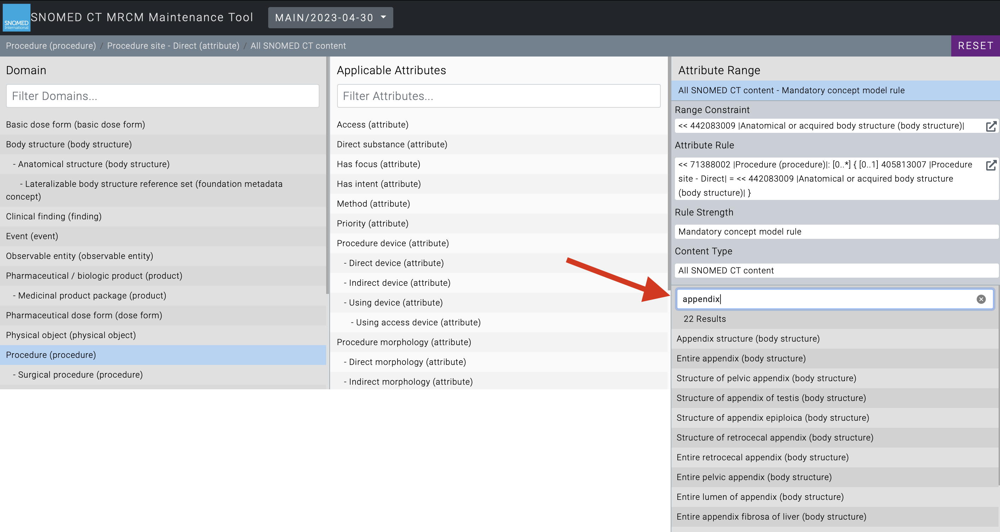 SNOMED
International
SNOMED CT MRCM Maintenance Tool
MAIN/2023-04-30
Procedure (procedure) / Procedure site - Direct (attribute) / All SNOMED CT content
RESET
Domain
Filter Domains...
Basic dose form (basic dose form)
Body structure (body structure)
- Anatomical structure (body structure)
- Lateralizable body structure reference set (foundation metadata
concept)
Clinical finding (finding)
Event (event)
Observable entity (observable entity)
Pharmaceutical / biologic product (product)
- Medicinal product package (product)
Pharmaceutical dose form (dose form)
Physical object (physical object)
Procedure (procedure)
- Surgical procedure (procedure)
Applicable Attributes
Filter Attributes...
Access (attribute)
Direct substance (attribute)
Has focus (attribute)
Has intent (attribute)
Method (attribute)
Priority (attribute)
Procedure device (attribute)
- Direct device (attribute)
- Indirect device (attribute)
- Using device (attribute)
- Using access device (attribute)
Procedure morphology (attribute)
- Direct morphology (attribute)
- Indirect morphology (attribute)
Attribute Range
All SNOMED CT content - Mandatory concept model rule
Range Constraint
<< 442083009 |Anatomical or acquired body structure (body structure)|
Attribute Rule
<< 71388002 |Procedure (procedure)|: [0..*] { [0..1] 405813007 |Procedure
site - Direct| = << 442083009 |Anatomical or acquired body structure
(body structure)| }
Rule Strength
Mandatory concept model rule
Content Type
All SNOMED CT content
appendix
22 Results
Appendix structure (body structure)
Entire appendix (body structure)
Structure of pelvic appendix (body structure)
Structure of appendix of testis (body structure)
Structure of appendix epiploica (body structure)
Structure of retrocecal appendix (body structure)
Entire retrocecal appendix (body structure)
Entire pelvic appendix (body structure)
Entire lumen of appendix (body structure)
Entire appendix fibrosa of liver (body structure)